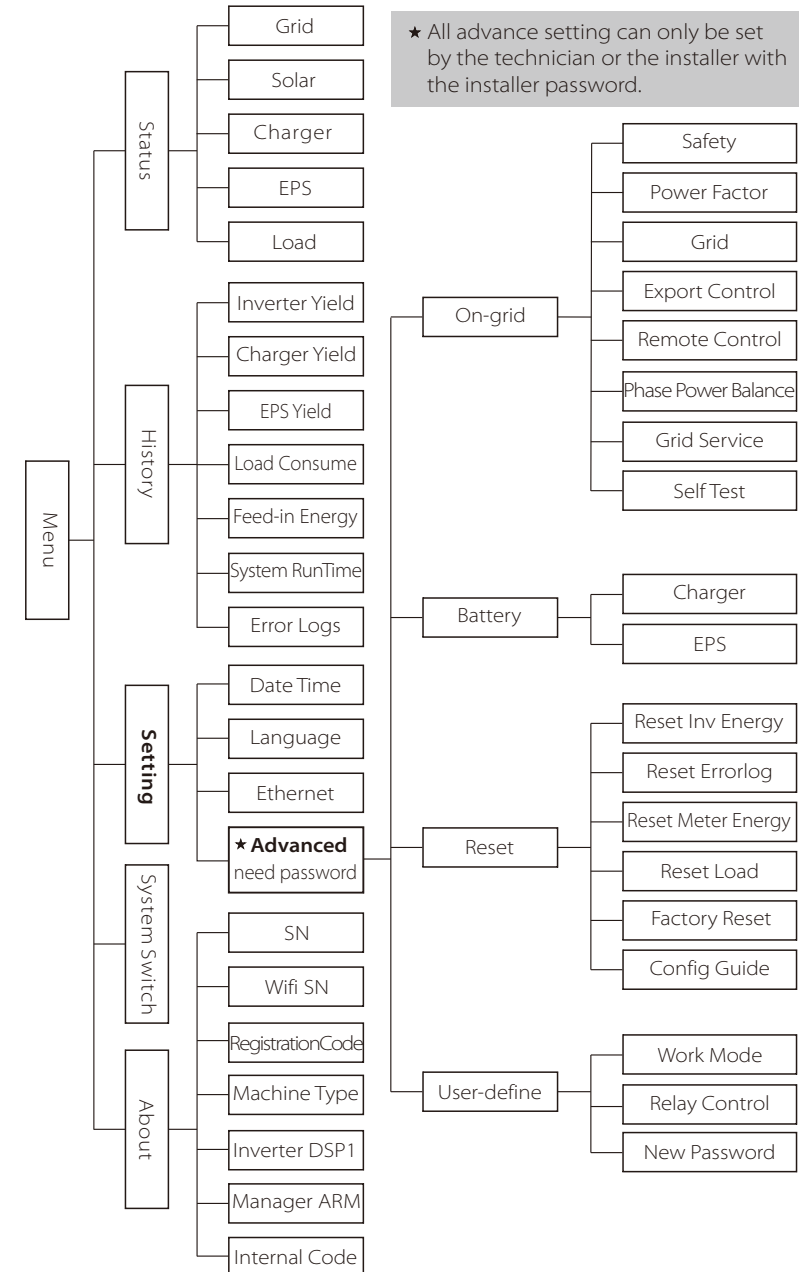 ★ All advance setting can only be set
by the technician or the installer with
the installer password.
Menu
Status
Grid
Solar
Charger
EPS
Load
History
Inverter Yield
Charger Yield
EPS Yield
Load Consume
Feed-in Energy
System RunTime
Error Logs
Setting
Date Time
Language
Ethernet
★ Advanced
need password
On-grid
Safety
Power Factor
Grid
Export Control
Remote Control
Phase Power Balance
Grid Service
Self Test
Battery
Charger
EPS
Reset
Reset Inv Energy
Reset Errorlog
Reset Meter Energy
Reset Load
Factory Reset
Config Guide
User-define
Work Mode
Relay Control
New Password
System Switch
About
SN
Wifi SN
RegistrationCode
Machine Type
Inverter DSP1
Manager ARM
Internal Code